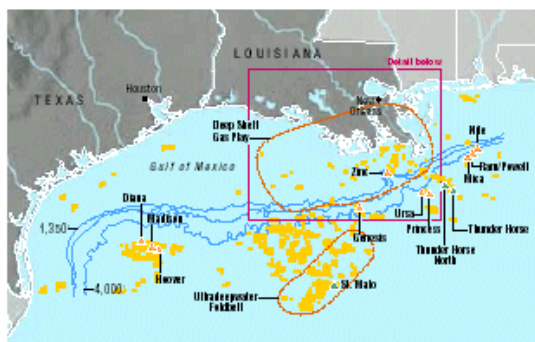 LOUISIANA
Detail below
TEXAS
Houston
New
Orleans
Deep Shelf
Gas Play
Nile
Gulf of Mexico
Zinc
Ram/Powell
Mica
Diana
Madison
Ursa
1,350
Princess
Thunder Horse
Genesis
Thunder Horse
North
Hoover
4,000
St. Malo
Ultradeepwater
Foldbelt